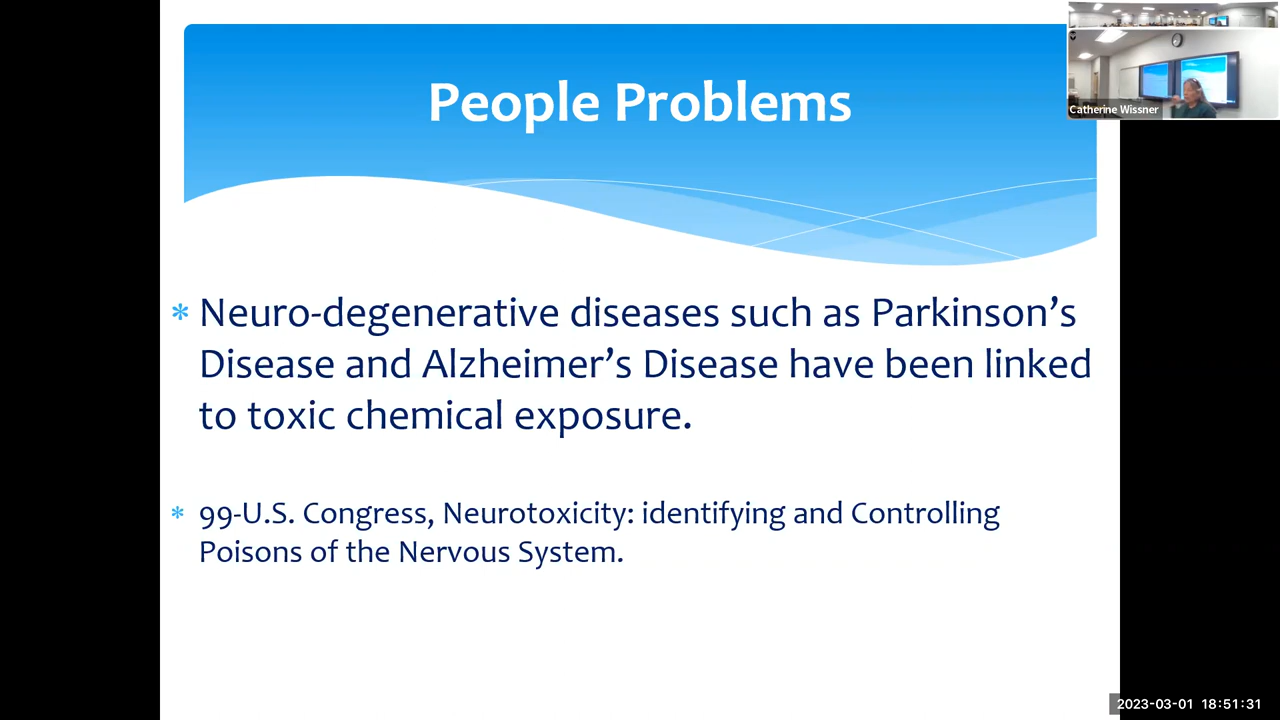 People Problems
Catherine Wissner
* Neuro-degenerative diseases such as Parkinson’s
Disease and Alzheimer’s Disease have been linked
to toxic chemical exposure.
* 99-U.S. Congress, Neurotoxicity: identifying and Controlling
Poisons of the Nervous System.
2023-03-01 18:51:31